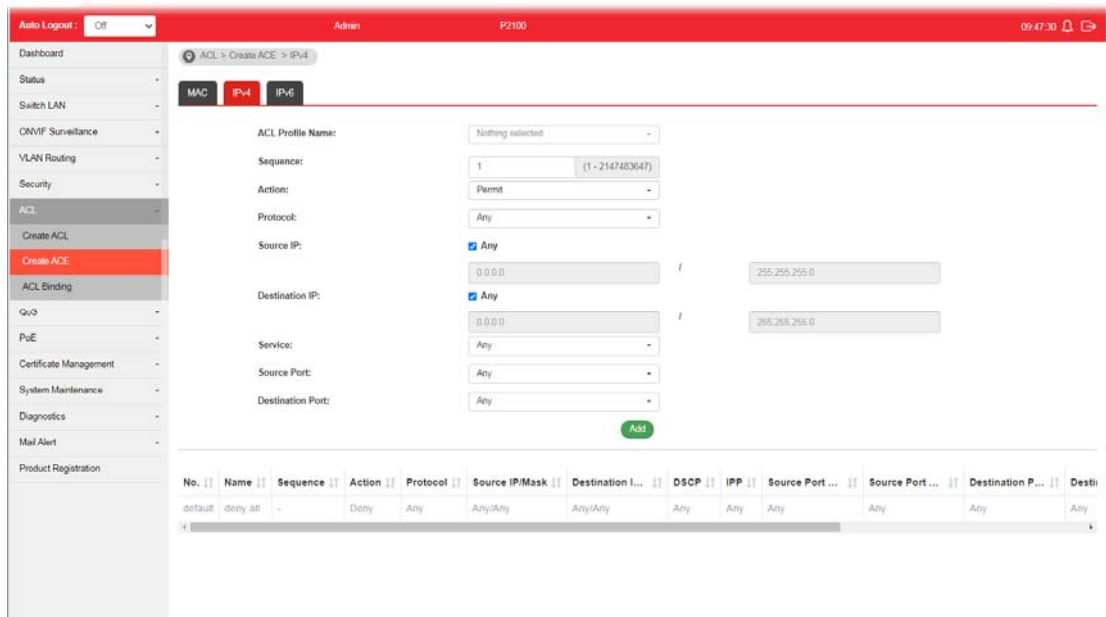 Auto Logout : Off Admin P2100 09:47:30
Dashboard
Status
Switch LAN
ONVIF Surveillance
VLAN Routing
Security
ACL
Create ACL
Create ACE
ACL Binding
QoS
PoE
Certificate Management
System Maintenance
Diagnostics
Mail Alert
Product Registration
ACL > Create ACE > IPv4
MAC IPv4 IPv6
ACL Profile Name: Nothing selected
Sequence: 1 (1 - 2147483647)
Action: Permit
Protocol: Any
Source IP: Any
0.0.0.0 / 255.255.255.0
Destination IP: Any
0.0.0.0 / 255.255.255.0
Service: Any
Source Port: Any
Destination Port: Any
Add
No. Name Sequence Action Protocol Source IP/Mask Destination I... DSCP IPP Source Port ... Source Port ... Destination P... Desti
default deny all - Deny Any Any/Any Any/Any Any Any Any Any Any Any